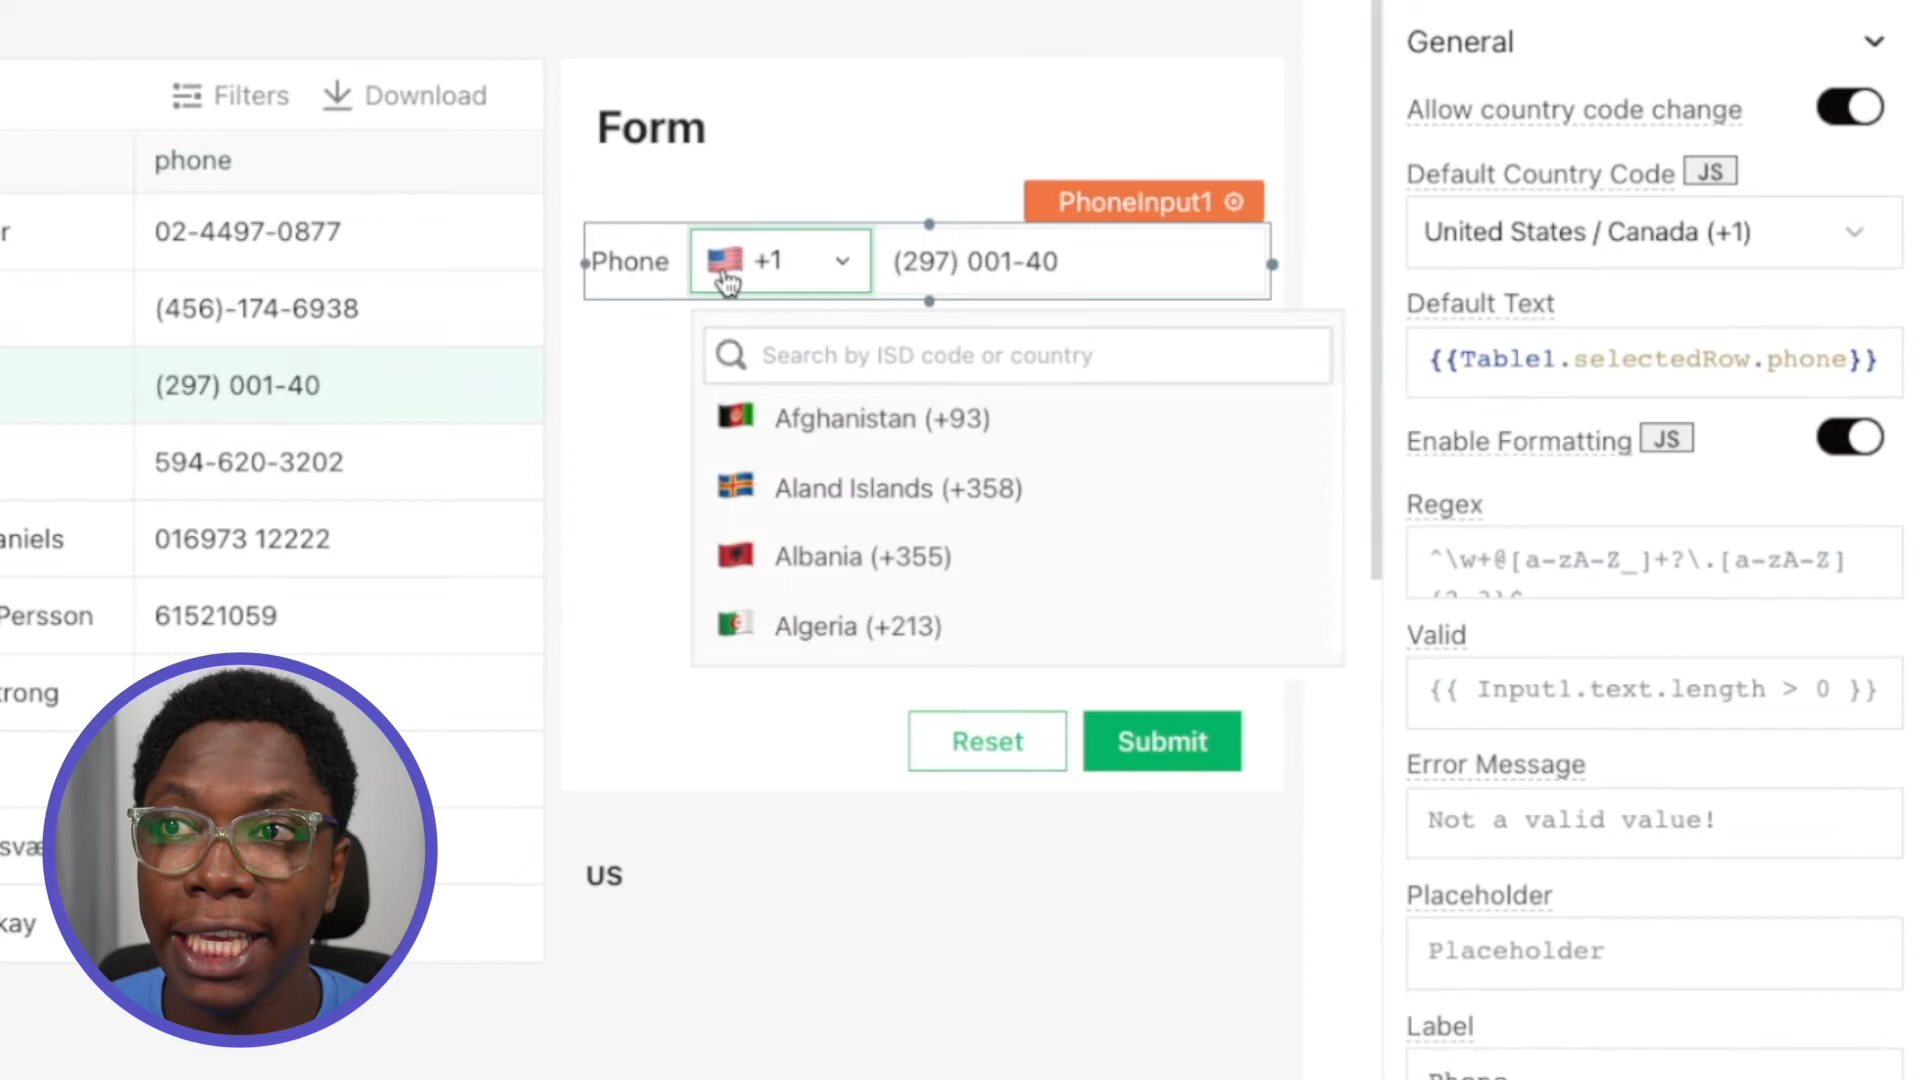 Filters
Download
phone
r
02-4497-0877
(456)-174-6938
(297) 001-40
594-620-3202
aniels
016973 12222
Persson
61521059
trong
svæ
kay
Form
PhoneInput1
Phone
+1
(297) 001-40
Search by ISD code or country
Afghanistan (+93)
Aland Islands (+358)
Albania (+355)
Algeria (+213)
Reset
Submit
US
General
Allow country code change
Default Country Code JS
United States / Canada (+1)
Default Text
{{Table1.selectedRow.phone}}
Enable Formatting JS
Regex
^\w+@[a-zA-Z_]+?\.[a-zA-Z]
Valid
{{ Input1.text.length > 0 }}
Error Message
Not a valid value!
Placeholder
Placeholder
Label
Phone